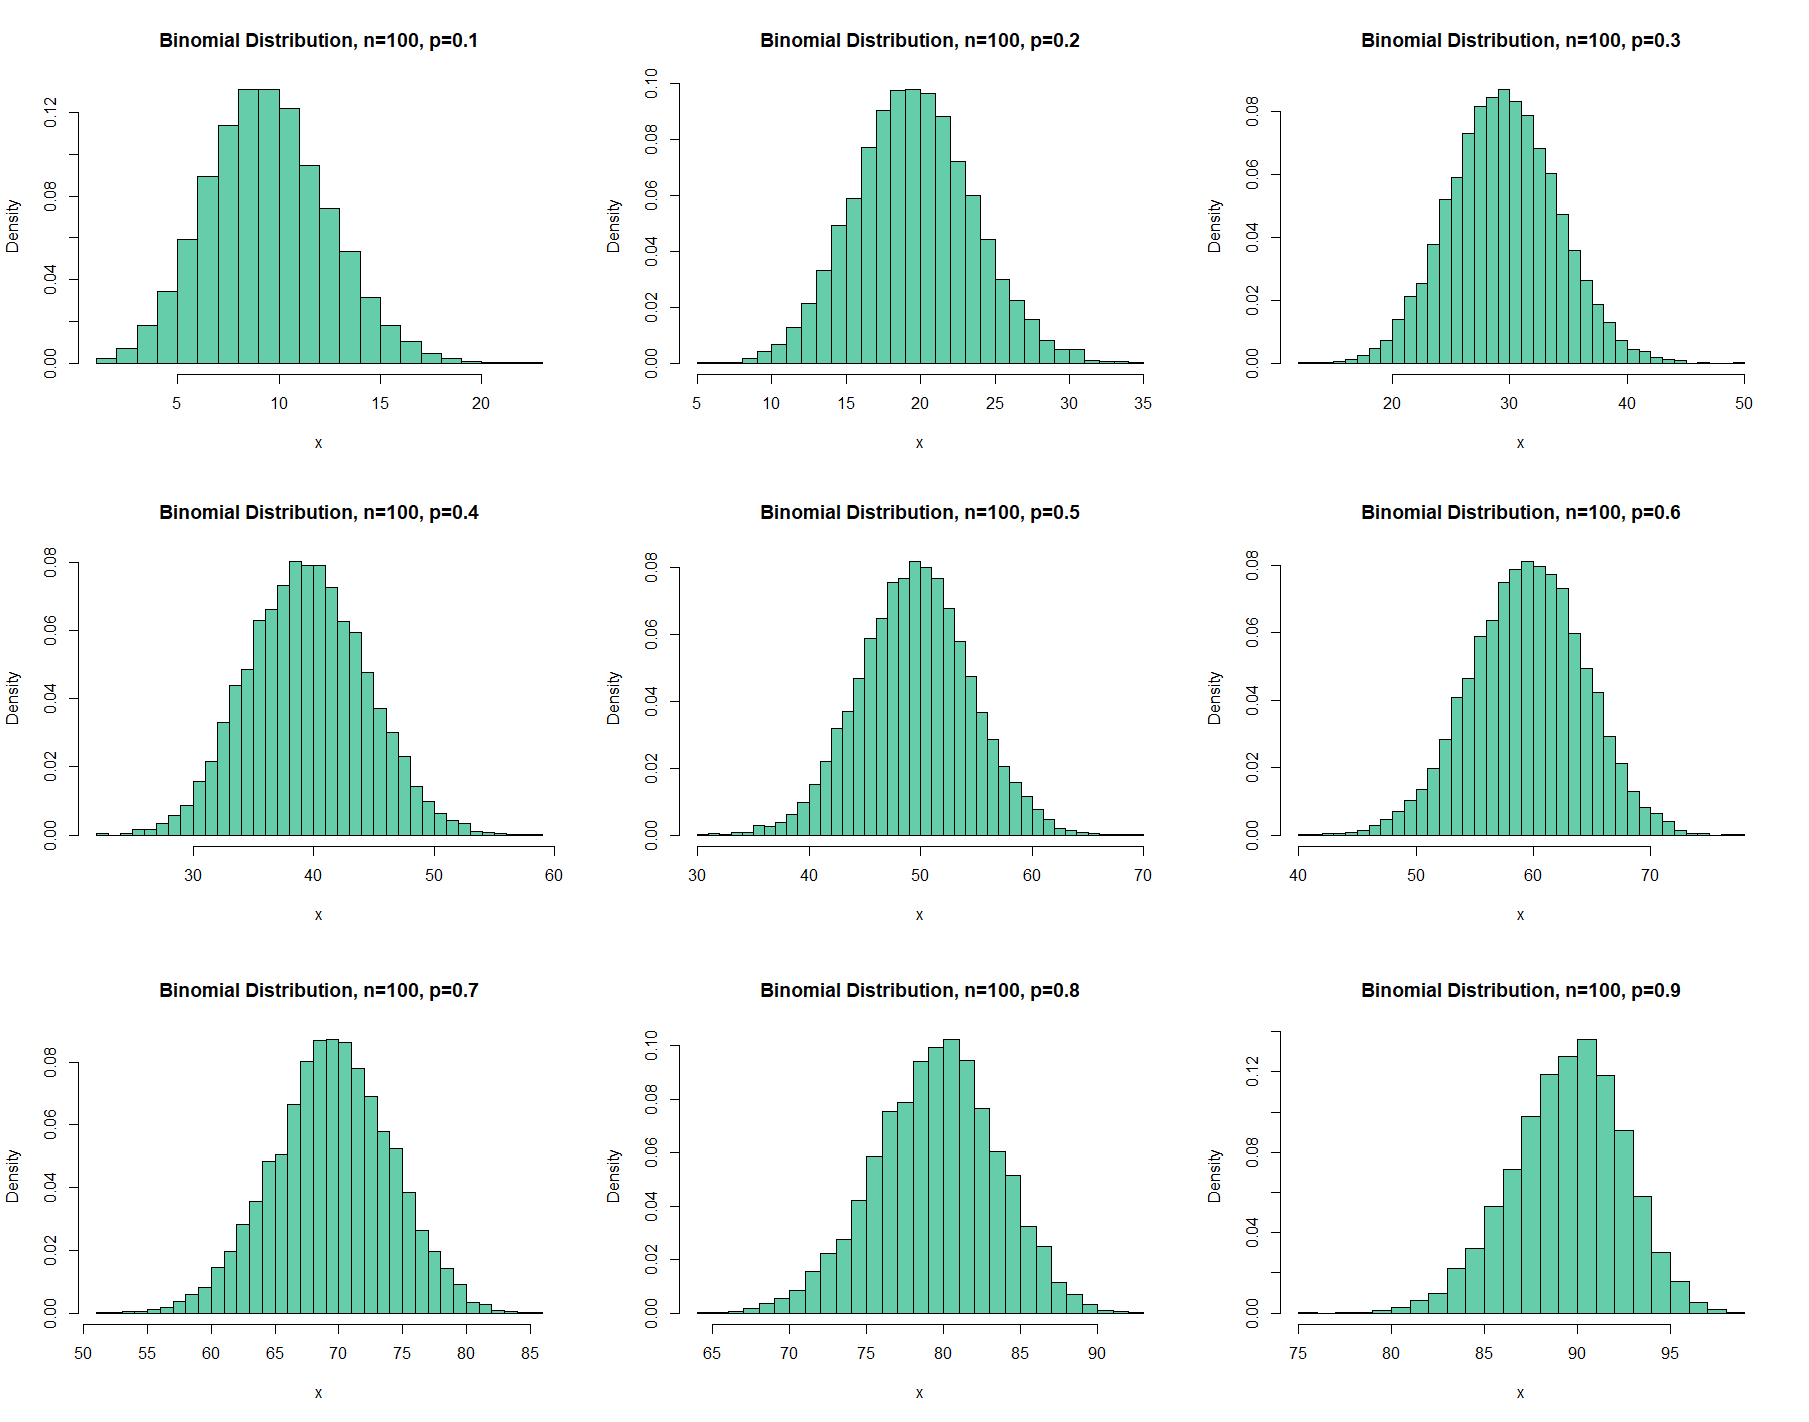 Binomial Distribution, n=100, p=0.1
Density
0.00 0.04 0.08 0.12
5 10 15 20
x
Binomial Distribution, n=100, p=0.2
Density
0.00 0.02 0.04 0.06 0.08 0.10
5 10 15 20 25 30 35
x
Binomial Distribution, n=100, p=0.3
Density
0.00 0.02 0.04 0.06 0.08
20 30 40 50
x
Binomial Distribution, n=100, p=0.4
Density
0.00 0.02 0.04 0.06 0.08
30 40 50 60
x
Binomial Distribution, n=100, p=0.5
Density
0.00 0.02 0.04 0.06 0.08
30 40 50 60 70
x
Binomial Distribution, n=100, p=0.6
Density
0.00 0.02 0.04 0.06 0.08
40 50 60 70
x
Binomial Distribution, n=100, p=0.7
Density
0.00 0.02 0.04 0.06 0.08
50 55 60 65 70 75 80 85
x
Binomial Distribution, n=100, p=0.8
Density
0.00 0.02 0.04 0.06 0.08 0.10
65 70 75 80 85 90
x
Binomial Distribution, n=100, p=0.9
Density
0.00 0.04 0.08 0.12
75 80 85 90 95
x